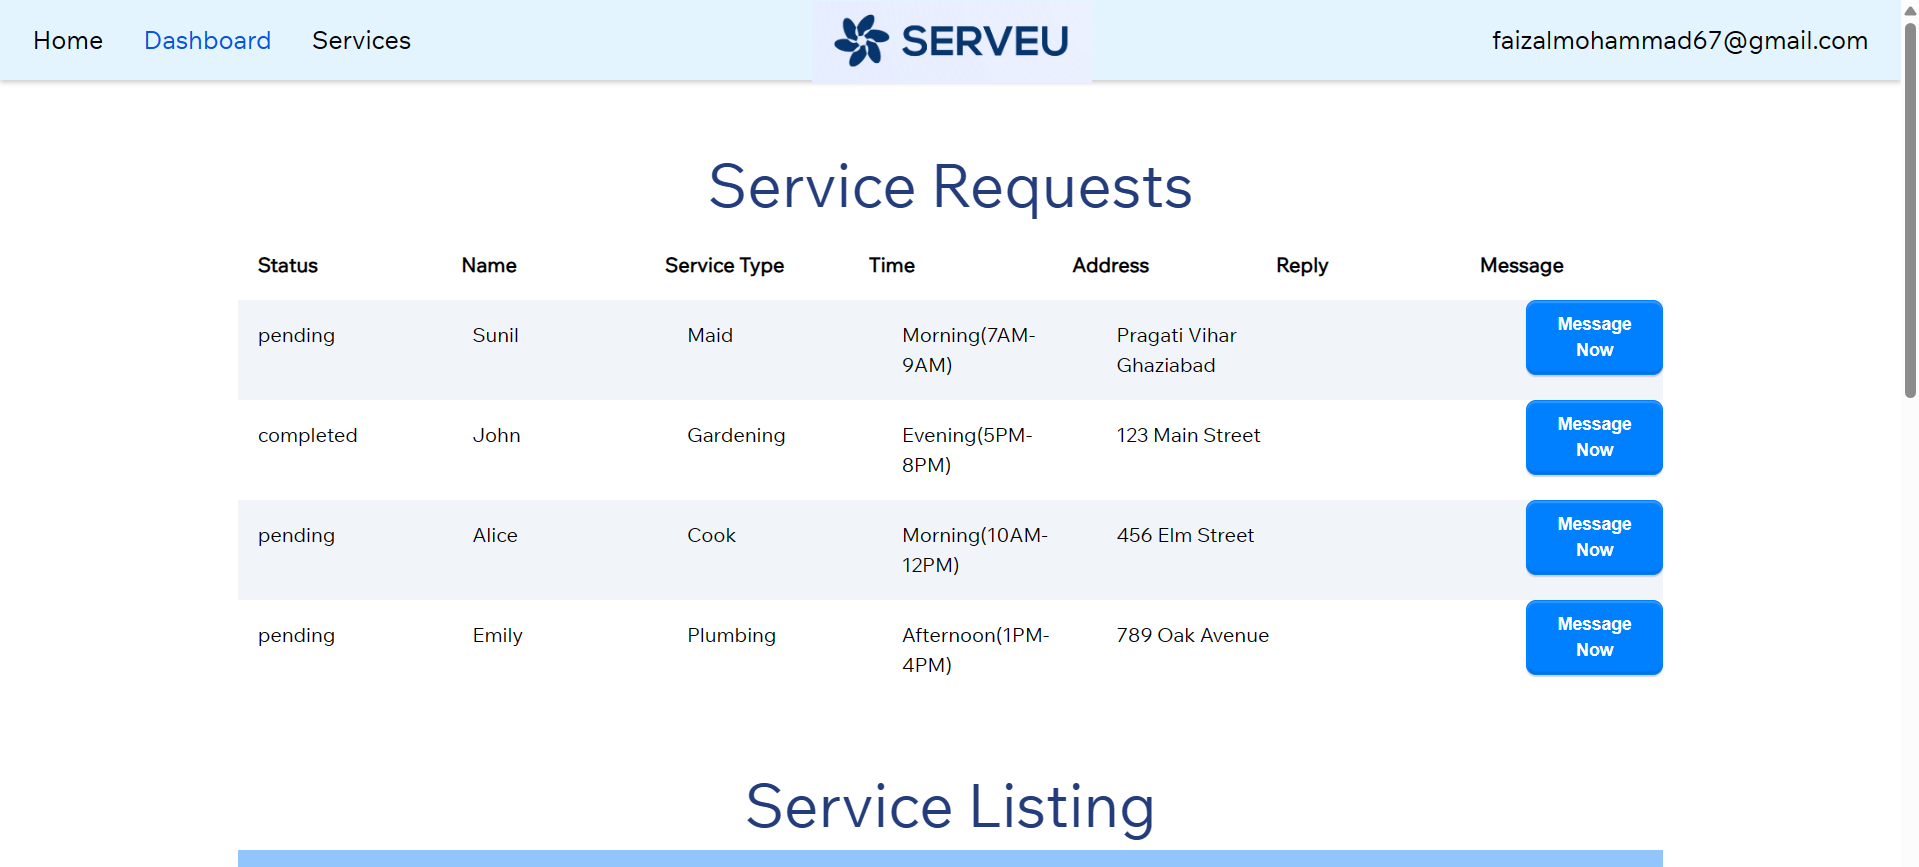 Home Dashboard Services SERVEU faizalmohammad67@gmail.com
Service Requests
Status Name Service Type Time Address Reply Message
pending Sunil Maid Morning(7AM- Pragati Vihar Message
9AM) Ghaziabad Now
completed John Gardening Evening(5PM- 123 Main Street Message
8PM) Now
pending Alice Cook Morning(10AM- 456 Elm Street Message
12PM) Now
pending Emily Plumbing Afternoon(1PM- 789 Oak Avenue Message
4PM) Now
Service Listing